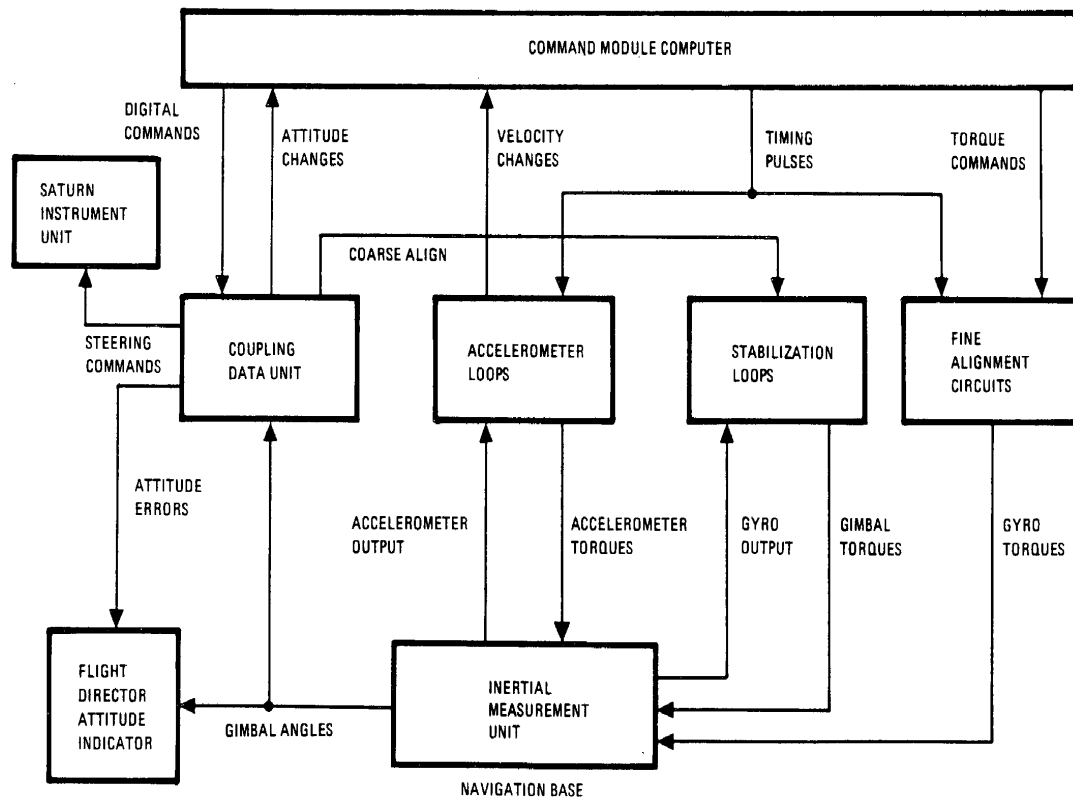 COMMAND MODULE COMPUTER
DIGITAL
COMMANDS
ATTITUDE
CHANGES
VELOCITY
CHANGES
TIMING
PULSES
TORQUE
COMMANDS
SATURN
INSTRUMENT
UNIT
COARSE ALIGN
STEERING
COMMANDS
COUPLING
DATA UNIT
ACCELEROMETER
LOOPS
STABILIZATION
LOOPS
FINE
ALIGNMENT
CIRCUITS
ATTITUDE
ERRORS
ACCELEROMETER
OUTPUT
ACCELEROMETER
TORQUES
GYRO
OUTPUT
GIMBAL
TORQUES
GYRO
TORQUES
FLIGHT
DIRECTOR
ATTITUDE
INDICATOR
GIMBAL ANGLES
INERTIAL
MEASUREMENT
UNIT
NAVIGATION BASE